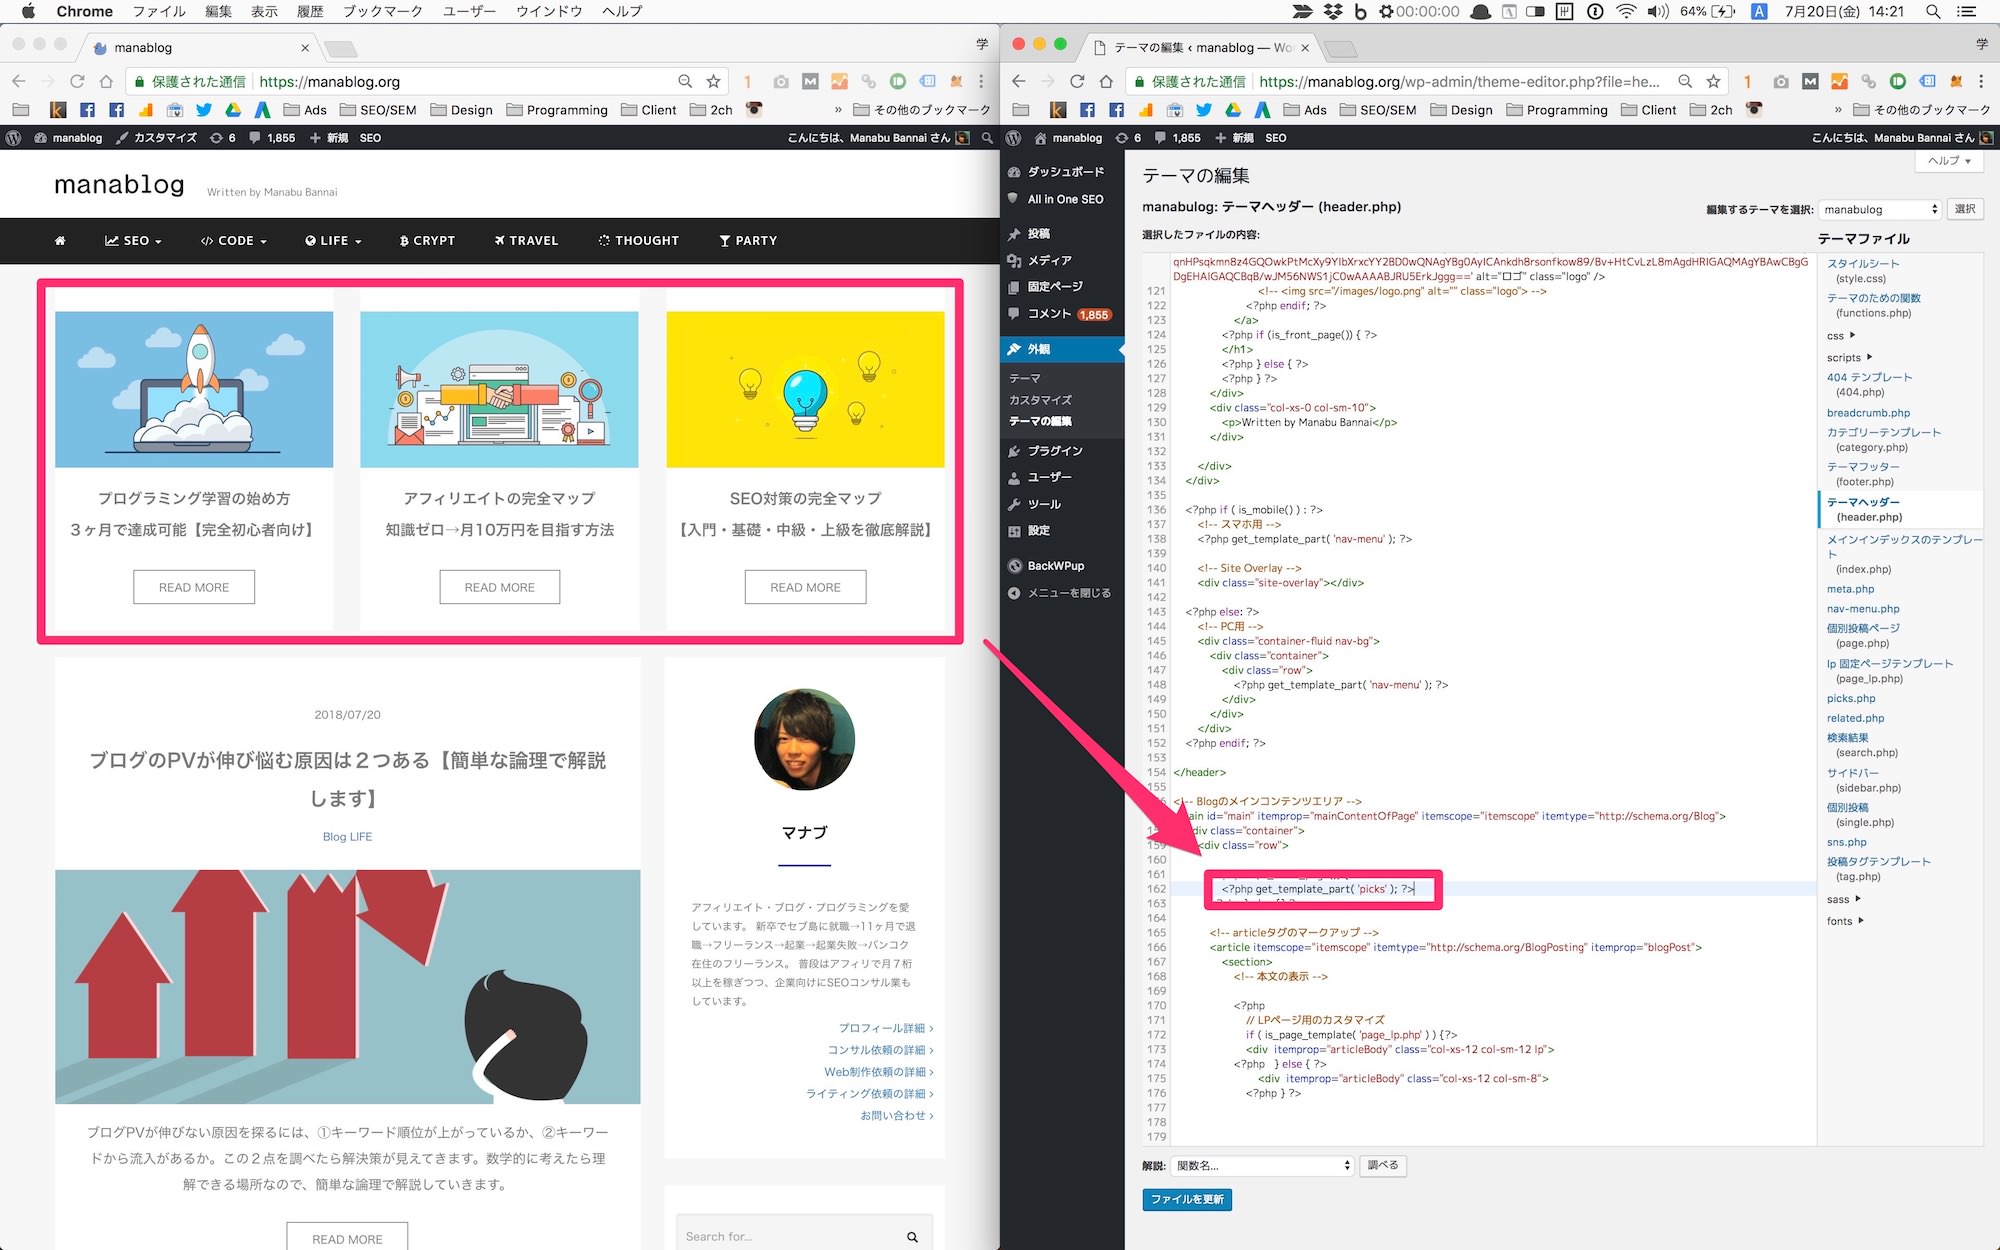 Chrome ファイル 編集 表示 履歴 ブックマーク ユーザー ウインドウ ヘルプ
00:00:00 64% A 7月20日(金) 14:21
manablog
学
保護された通信 https://manablog.org
Ads SEO/SEM Design Programming Client 2ch » その他のブックマーク
manablog カスタマイズ 6 1,855 + 新規 SEO こんにちは、Manabu Bannai さん
manablog Written by Manabu Bannai
SEO CODE LIFE CRYPT TRAVEL THOUGHT PARTY
プログラミング学習の始め方
３ヶ月で達成可能【完全初心者向け】
READ MORE
アフィリエイトの完全マップ
知識ゼロ→月10万円を目指す方法
READ MORE
SEO対策の完全マップ
【入門・基礎・中級・上級を徹底解説】
READ MORE
2018/07/20
ブログのPVが伸び悩む原因は２つある【簡単な論理で解説
します】
Blog LIFE
ブログPVが伸びない原因を探るには、①キーワード順位が上がっているか、②キーワー
ドから流入があるか。この２点を調べたら解決策が見えてきます。数学的に考えたら理
解できる場所なので、簡単な論理で解説していきます。
READ MORE
マナブ
アフィリエイト・ブログ・プログラミングを愛
しています。 新卒でセブ島に就職→11ヶ月で退
職→フリーランス→起業→起業失敗→バンコク
在住のフリーランス。 普段はアフィリで月７桁
以上を稼ぎつつ、企業向けにSEOコンサル業も
しています。
プロフィール詳細 ›
コンサル依頼の詳細 ›
Web制作依頼の詳細 ›
ライティング依頼の詳細 ›
お問い合わせ ›
Search for...
テーマの編集 ‹ manablog — Wo
学
保護された通信 https://manablog.org/wp-admin/theme-editor.php?file=he...
Ads SEO/SEM Design Programming Client 2ch » その他のブックマーク
manablog 6 1,855 + 新規 SEO こんにちは、Manabu Bannai さん
ダッシュボード
All in One SEO
投稿
メディア
固定ページ
コメント 1,855
外観
テーマ
カスタマイズ
テーマの編集
プラグイン
ユーザー
ツール
設定
BackWPup
メニューを閉じる
ヘルプ ▼
テーマの編集
manabulog: テーマヘッダー (header.php)
編集するテーマを選択: manabulog 選択
選択したファイルの内容:
qnHPsqkmn8z4GQOwkPtMcXy9YIbXrxcYY2BD0wQNAgYBg0AyICAnkdh8rsonfkow89/Bv+HtCvLzL8mAgdHRIGAQMAgYBAwCBgG
DgEHAIGAQCBqB/wJM56NWS1jC0wAAAABJRU5ErkJggg==' alt="ロゴ" class="logo" />
121 <!-- <img src="/images/logo.png" alt="" class="logo"> -->
122 <?php endif; ?>
123 </a>
124 <?php if (is_front_page()) { ?>
125 </h1>
126 <?php } else { ?>
127 <?php } ?>
128 </div>
129 <div class="col-xs-0 col-sm-10">
130 <p>Written by Manabu Bannai</p>
131 </div>
132
133 </div>
134 </div>
135
136 <?php if ( is_mobile() ) : ?>
137 <!-- スマホ用 -->
138 <?php get_template_part( 'nav-menu' ); ?>
139
140 <!-- Site Overlay -->
141 <div class="site-overlay"></div>
142
143 <?php else: ?>
144 <!-- PC用 -->
145 <div class="container-fluid nav-bg">
146 <div class="container">
147 <div class="row">
148 <?php get_template_part( 'nav-menu' ); ?>
149 </div>
150 </div>
151 </div>
152 <?php endif; ?>
153
154 </header>
155
<!-- Blogのメインコンテンツエリア -->
id="main" itemprop="mainContentOfPage" itemscope="itemscope" itemtype="http://schema.org/Blog">
class="container">
159 <div class="row">
160
161
162 <?php get_template_part( 'picks' ); ?>
163
164
165 <!-- articleタグのマークアップ -->
166 <article itemscope="itemscope" itemtype="http://schema.org/BlogPosting" itemprop="blogPost">
167 <section>
168 <!-- 本文の表示 -->
169
170 <?php
171 // LPページ用のカスタマイズ
172 if ( is_page_template( 'page_lp.php' ) ) {?>
173 <div itemprop="articleBody" class="col-xs-12 col-sm-12 lp">
174 <?php } else { ?>
175 <div itemprop="articleBody" class="col-xs-12 col-sm-8">
176 <?php } ?>
177
178
179
解説: 関数名... 調べる
ファイルを更新
テーマファイル
スタイルシート
(style.css)
テーマのための関数
(functions.php)
css ▶
scripts ▶
404 テンプレート
(404.php)
breadcrumb.php
カテゴリーテンプレート
(category.php)
テーマフッター
(footer.php)
テーマヘッダー
(header.php)
メインインデックスのテンプレー
ト
(index.php)
meta.php
nav-menu.php
個別投稿ページ
(page.php)
lp 固定ページテンプレート
(page_lp.php)
picks.php
related.php
検索結果
(search.php)
サイドバー
(sidebar.php)
個別投稿
(single.php)
sns.php
投稿タグテンプレート
(tag.php)
sass ▶
fonts ▶